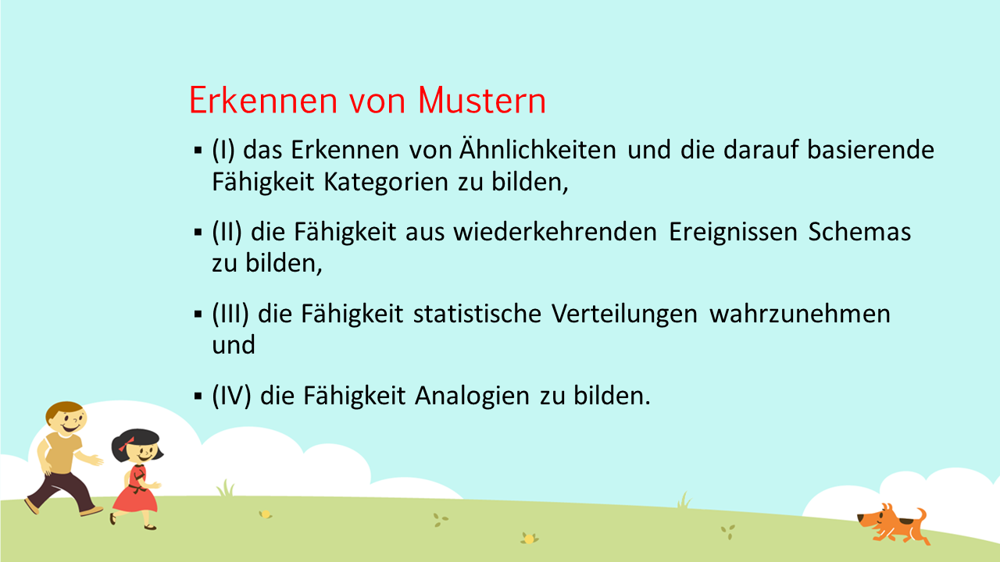 Erkennen von Mustern
▪ (I) das Erkennen von Ähnlichkeiten und die darauf basierende
Fähigkeit Kategorien zu bilden,
▪ (II) die Fähigkeit aus wiederkehrenden Ereignissen Schemas
zu bilden,
▪ (III) die Fähigkeit statistische Verteilungen wahrzunehmen
und
▪ (IV) die Fähigkeit Analogien zu bilden.